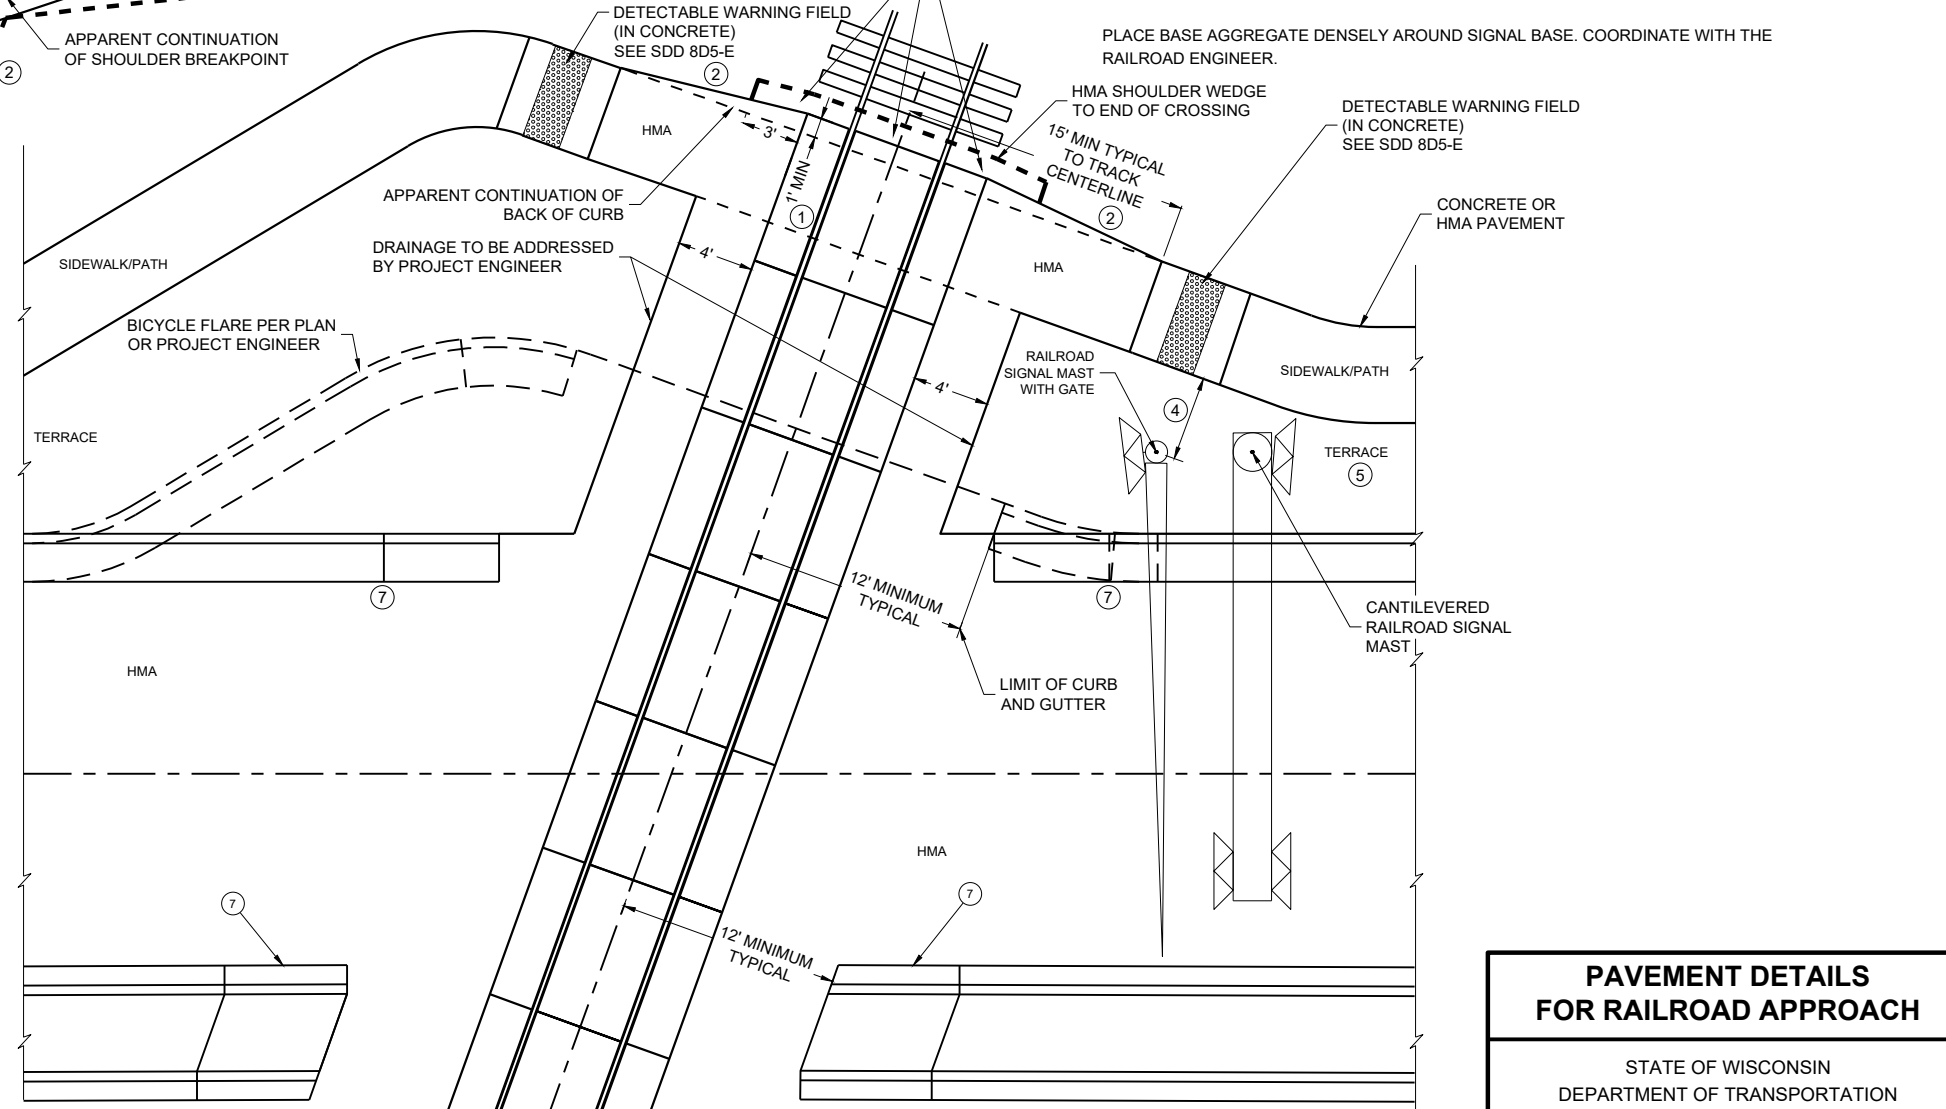 DETECTABLE WARNING FIELD
(IN CONCRETE)
SEE SDD 8D5-E
2
APPARENT CONTINUATION
OF SHOULDER BREAKPOINT
2
PLACE BASE AGGREGATE DENSELY AROUND SIGNAL BASE. COORDINATE WITH THE
RAILROAD ENGINEER.
HMA SHOULDER WEDGE
TO END OF CROSSING
DETECTABLE WARNING FIELD
(IN CONCRETE)
SEE SDD 8D5-E
HMA
3'
1' MIN
1
15' MIN TYPICAL
TO TRACK
CENTERLINE
2
APPARENT CONTINUATION OF
BACK OF CURB
CONCRETE OR
HMA PAVEMENT
DRAINAGE TO BE ADDRESSED
BY PROJECT ENGINEER
4'
SIDEWALK/PATH
HMA
BICYCLE FLARE PER PLAN
OR PROJECT ENGINEER
RAILROAD
SIGNAL MAST
WITH GATE
4'
SIDEWALK/PATH
4
TERRACE
TERRACE
5
7
12' MINIMUM
TYPICAL
7
CANTILEVERED
RAILROAD SIGNAL
MAST
HMA
LIMIT OF CURB
AND GUTTER
HMA
7
7
12' MINIMUM
TYPICAL
PAVEMENT DETAILS
FOR RAILROAD APPROACH
STATE OF WISCONSIN
DEPARTMENT OF TRANSPORTATION